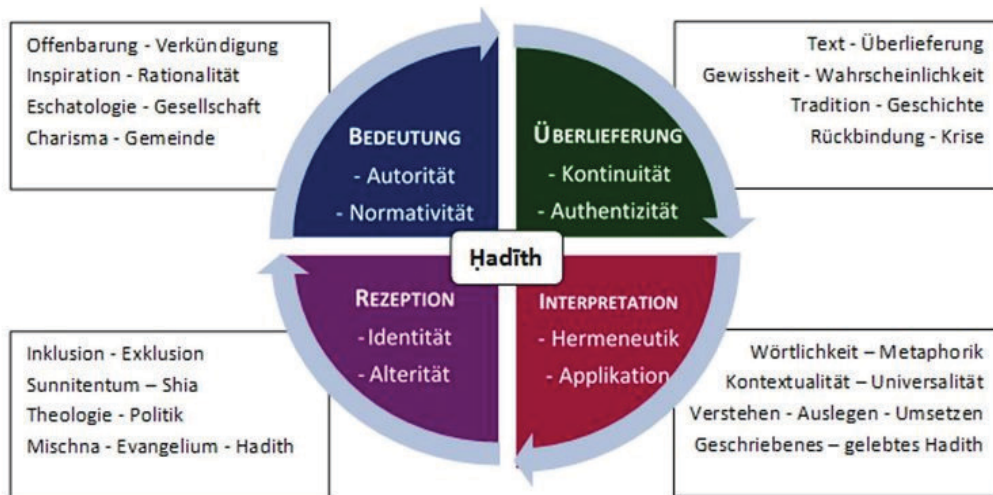 Offenbarung - Verkündigung
Inspiration - Rationalität
Eschatologie - Gesellschaft
Charisma - Gemeinde
BEDEUTUNG
- Autorität
- Normativität
ÜBERLIEFERUNG
- Kontinuität
- Authentizität
Text - Überlieferung
Gewissheit - Wahrscheinlichkeit
Tradition - Geschichte
Rückbindung - Krise
Ḥadīth
Inklusion - Exklusion
Sunnitentum – Shia
Theologie - Politik
Mischna - Evangelium - Hadith
REZEPTION
- Identität
- Alterität
INTERPRETATION
- Hermeneutik
- Applikation
Wörtlichkeit – Metaphorik
Kontextualität – Universalität
Verstehen - Auslegen - Umsetzen
Geschriebenes – gelebtes Hadith